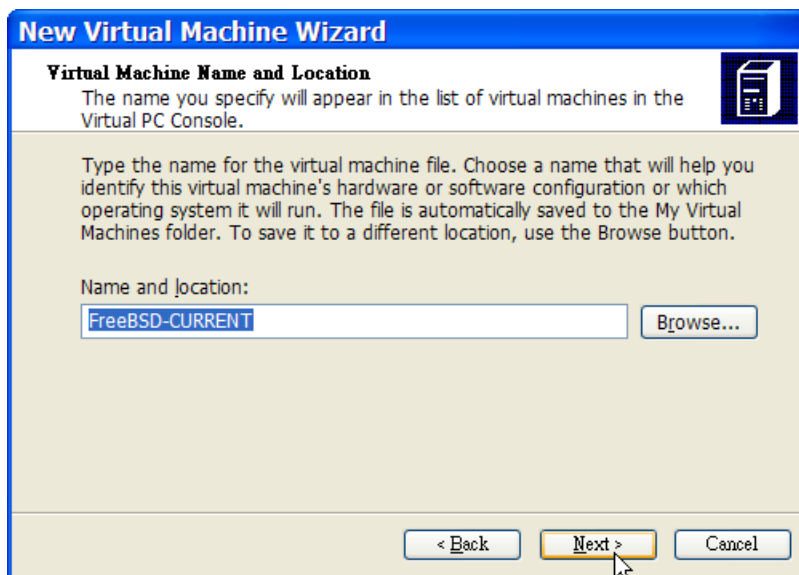 New Virtual Machine Wizard
Virtual Machine Name and Location
The name you specify will appear in the list of virtual machines in the
Virtual PC Console.
Type the name for the virtual machine file. Choose a name that will help you
identify this virtual machine's hardware or software configuration or which
operating system it will run. The file is automatically saved to the My Virtual
Machines folder. To save it to a different location, use the Browse button.
Name and location:
FreeBSD-CURRENT
Browse...
< Back
Next >
Cancel